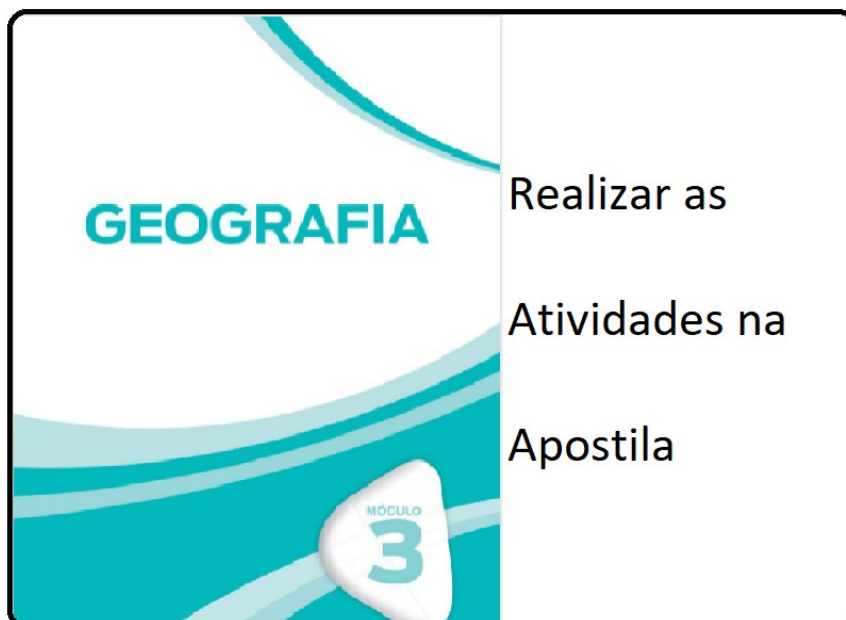 GEOGRAFIA
MÓDULO
3
Realizar as
Atividades na
Apostila